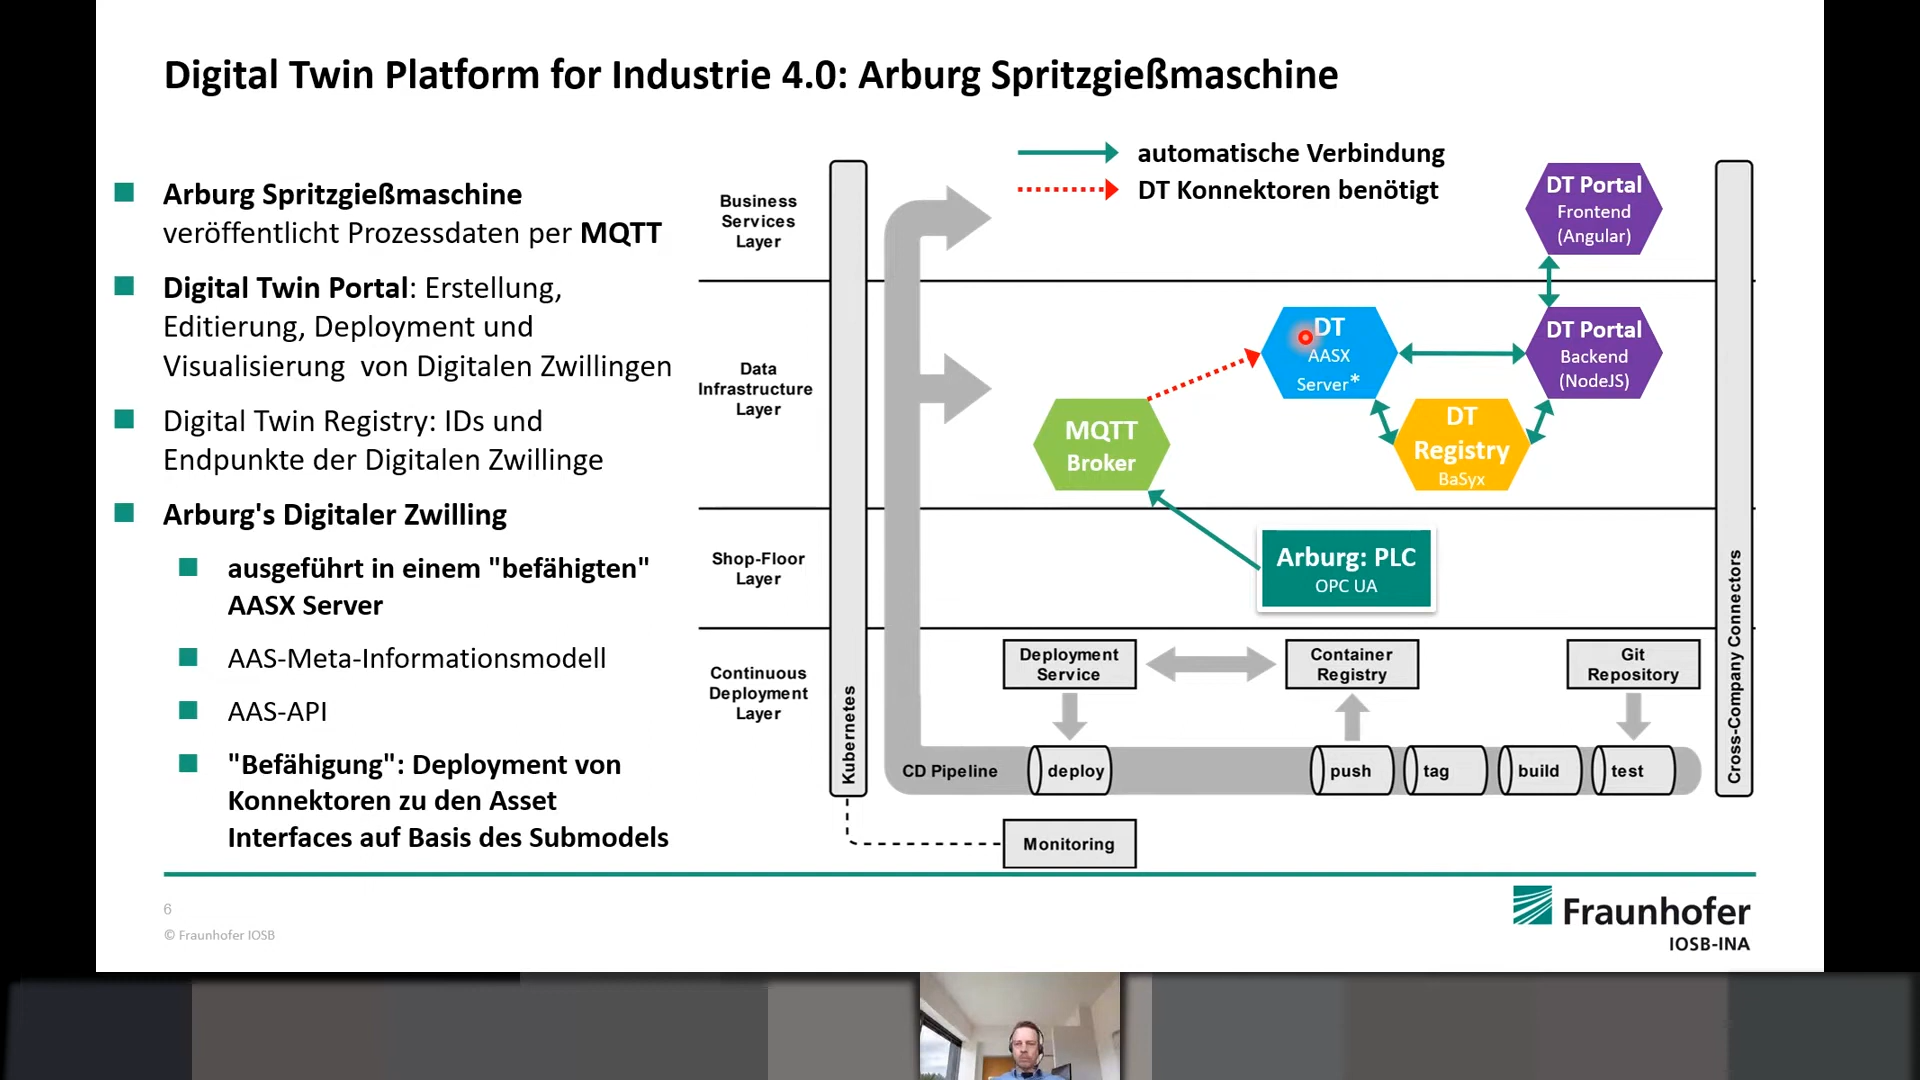 Digital Twin Platform for Industrie 4.0: Arburg Spritzgießmaschine
Arburg Spritzgießmaschine
veröffentlicht Prozessdaten per MQTT
Digital Twin Portal: Erstellung,
Editierung, Deployment und
Visualisierung von Digitalen Zwillingen
Digital Twin Registry: IDs und
Endpunkte der Digitalen Zwillinge
Arburg's Digitaler Zwilling
ausgeführt in einem "befähigten"
AASX Server
AAS-Meta-Informationsmodell
AAS-API
"Befähigung": Deployment von
Konnektoren zu den Asset
Interfaces auf Basis des Submodels
automatische Verbindung
DT Konnektoren benötigt
Business
Services
Layer
DT Portal
Frontend
(Angular)
Data
Infrastructure
Layer
DT
AASX
Server*
DT Portal
Backend
(NodeJS)
MQTT
Broker
DT
Registry
BaSyx
Shop-Floor
Layer
Arburg: PLC
OPC UA
Continuous
Deployment
Layer
Deployment
Service
Container
Registry
Git
Repository
Kubernetes
Cross-Company Connectors
CD Pipeline
deploy
push
tag
build
test
Monitoring
6
© Fraunhofer IOSB
Fraunhofer
IOSB-INA